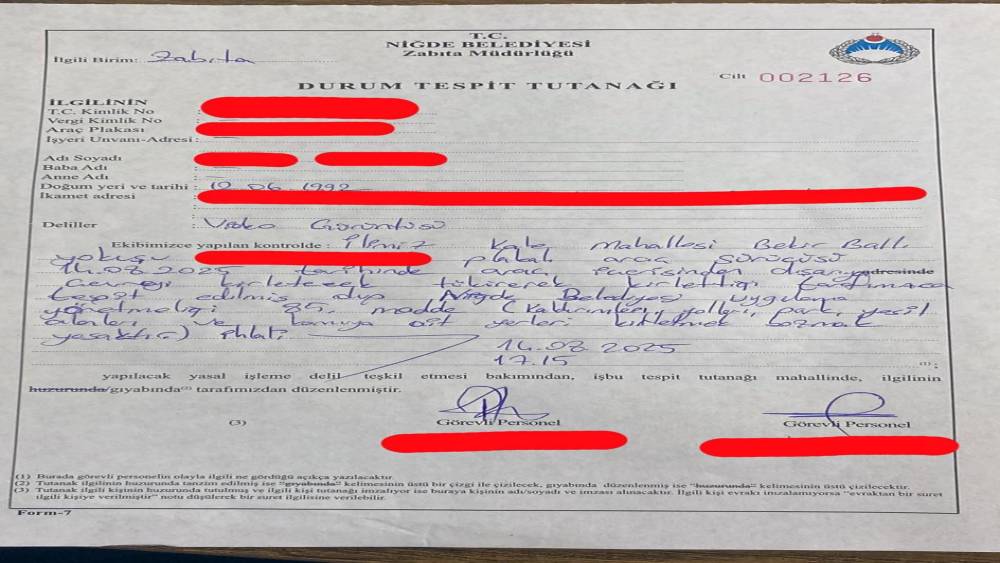 T.C.
NİĞDE BELEDİYESİ
Zabıta Müdürlüğü
İlgili Birim: Zabıta
Cilt 002126
DURUM TESPİT TUTANAĞI
İLGİLİNİN
T.C. Kimlik No :
Vergi Kimlik No :
Araç Plakası :
İşyeri Unvanı-Adresi :
Adı Soyadı :
Baba Adı :
Anne Adı :
Doğum yeri ve tarihi : 12.06.1992
İkamet adresi :
Deliller : Video Görüntüsü
Ekibimizce yapılan kontrolde : İlimiz Kale Mahallesi Bekir Ballı
yokuşu plakalı araç sürücüsü
14.08.2025 tarihinde araç içerisinden dışarıya adresinde
Çevreyi kirletecek tükürerek kirlettiği tarafımızca
tespit edilmiş olup Niğde Belediyesi uygulama
yönetmeliği 85. madde (Kaldırımları, yolları, park, yeşil
alanları ve kamuya ait yerleri kirletmek bozmak
yasaktır.) ihlali
14.08.2025
17.15 (1);
yapılacak yasal işleme delil teşkil etmesi bakımından, işbu tespit tutanağı mahallinde, ilgilinin
huzurunda/gıyabında(2) tarafımızdan düzenlenmiştir.
(3) Görevli Personel Görevli Personel
(1) Burada görevli personelin olayla ilgili ne gördüğü açıkça yazılacaktır.
(2) Tutanak ilgilinin huzurunda tanzim edilmiş ise "gıyabında" kelimesinin üstü bir çizgi ile çizilecek, gıyabında düzenlenmiş ise "huzurunda" kelimesinin üstü çizilecektir.
(3) Tutanak ilgili kişinin huzurunda tutulmuş ve ilgili kişi tutanağı imzalıyor ise buraya kişinin adı/soyadı ve imzası alınacaktır. İlgili kişi evrakı imzalamıyorsa "evraktan bir suret
ilgili kişiye verilmiştir" notu düşülerek bir suret ilgilisine verilebilir.
Form-7